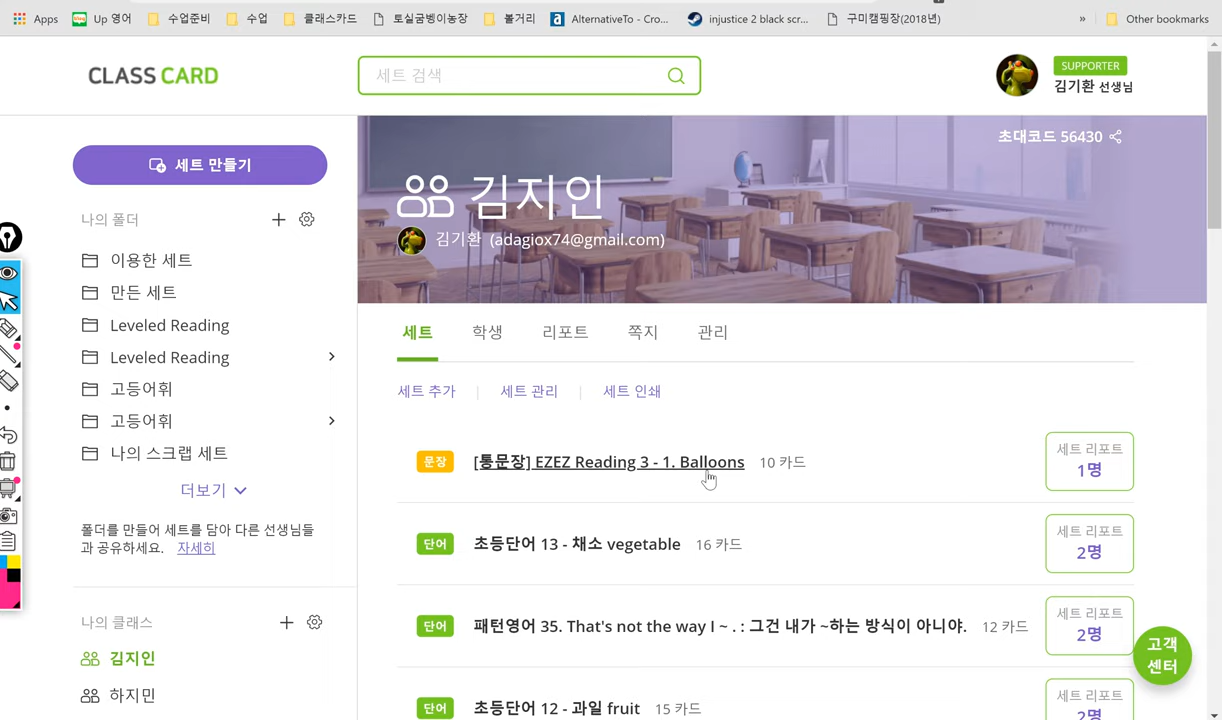 Apps Up 영어 수업준비 수업 클래스카드 토실굼벵이농장 볼거리 AlternativeTo - Cro... injustice 2 black scr... 구미캠핑장(2018년) » Other bookmarks
CLASS CARD
세트 검색
SUPPORTER
김기환 선생님
세트 만들기
나의 폴더
이용한 세트
만든 세트
Leveled Reading
Leveled Reading
고등어휘
고등어휘
나의 스크랩 세트
더보기
폴더를 만들어 세트를 담아 다른 선생님들
과 공유하세요. 자세히
나의 클래스
김지인
하지민
초대코드 56430
김지인
김기환 (adagiox74@gmail.com)
세트 학생 리포트 쪽지 관리
세트 추가 | 세트 관리 | 세트 인쇄
문장 [통문장] EZEZ Reading 3 - 1. Balloons 10 카드
세트 리포트
1명
단어 초등단어 13 - 채소 vegetable 16 카드
세트 리포트
2명
단어 패턴영어 35. That's not the way I ~ . : 그건 내가 ~하는 방식이 아니야. 12 카드
세트 리포트
2명
단어 초등단어 12 - 과일 fruit 15 카드
세트 리포트
2명
고객
센터